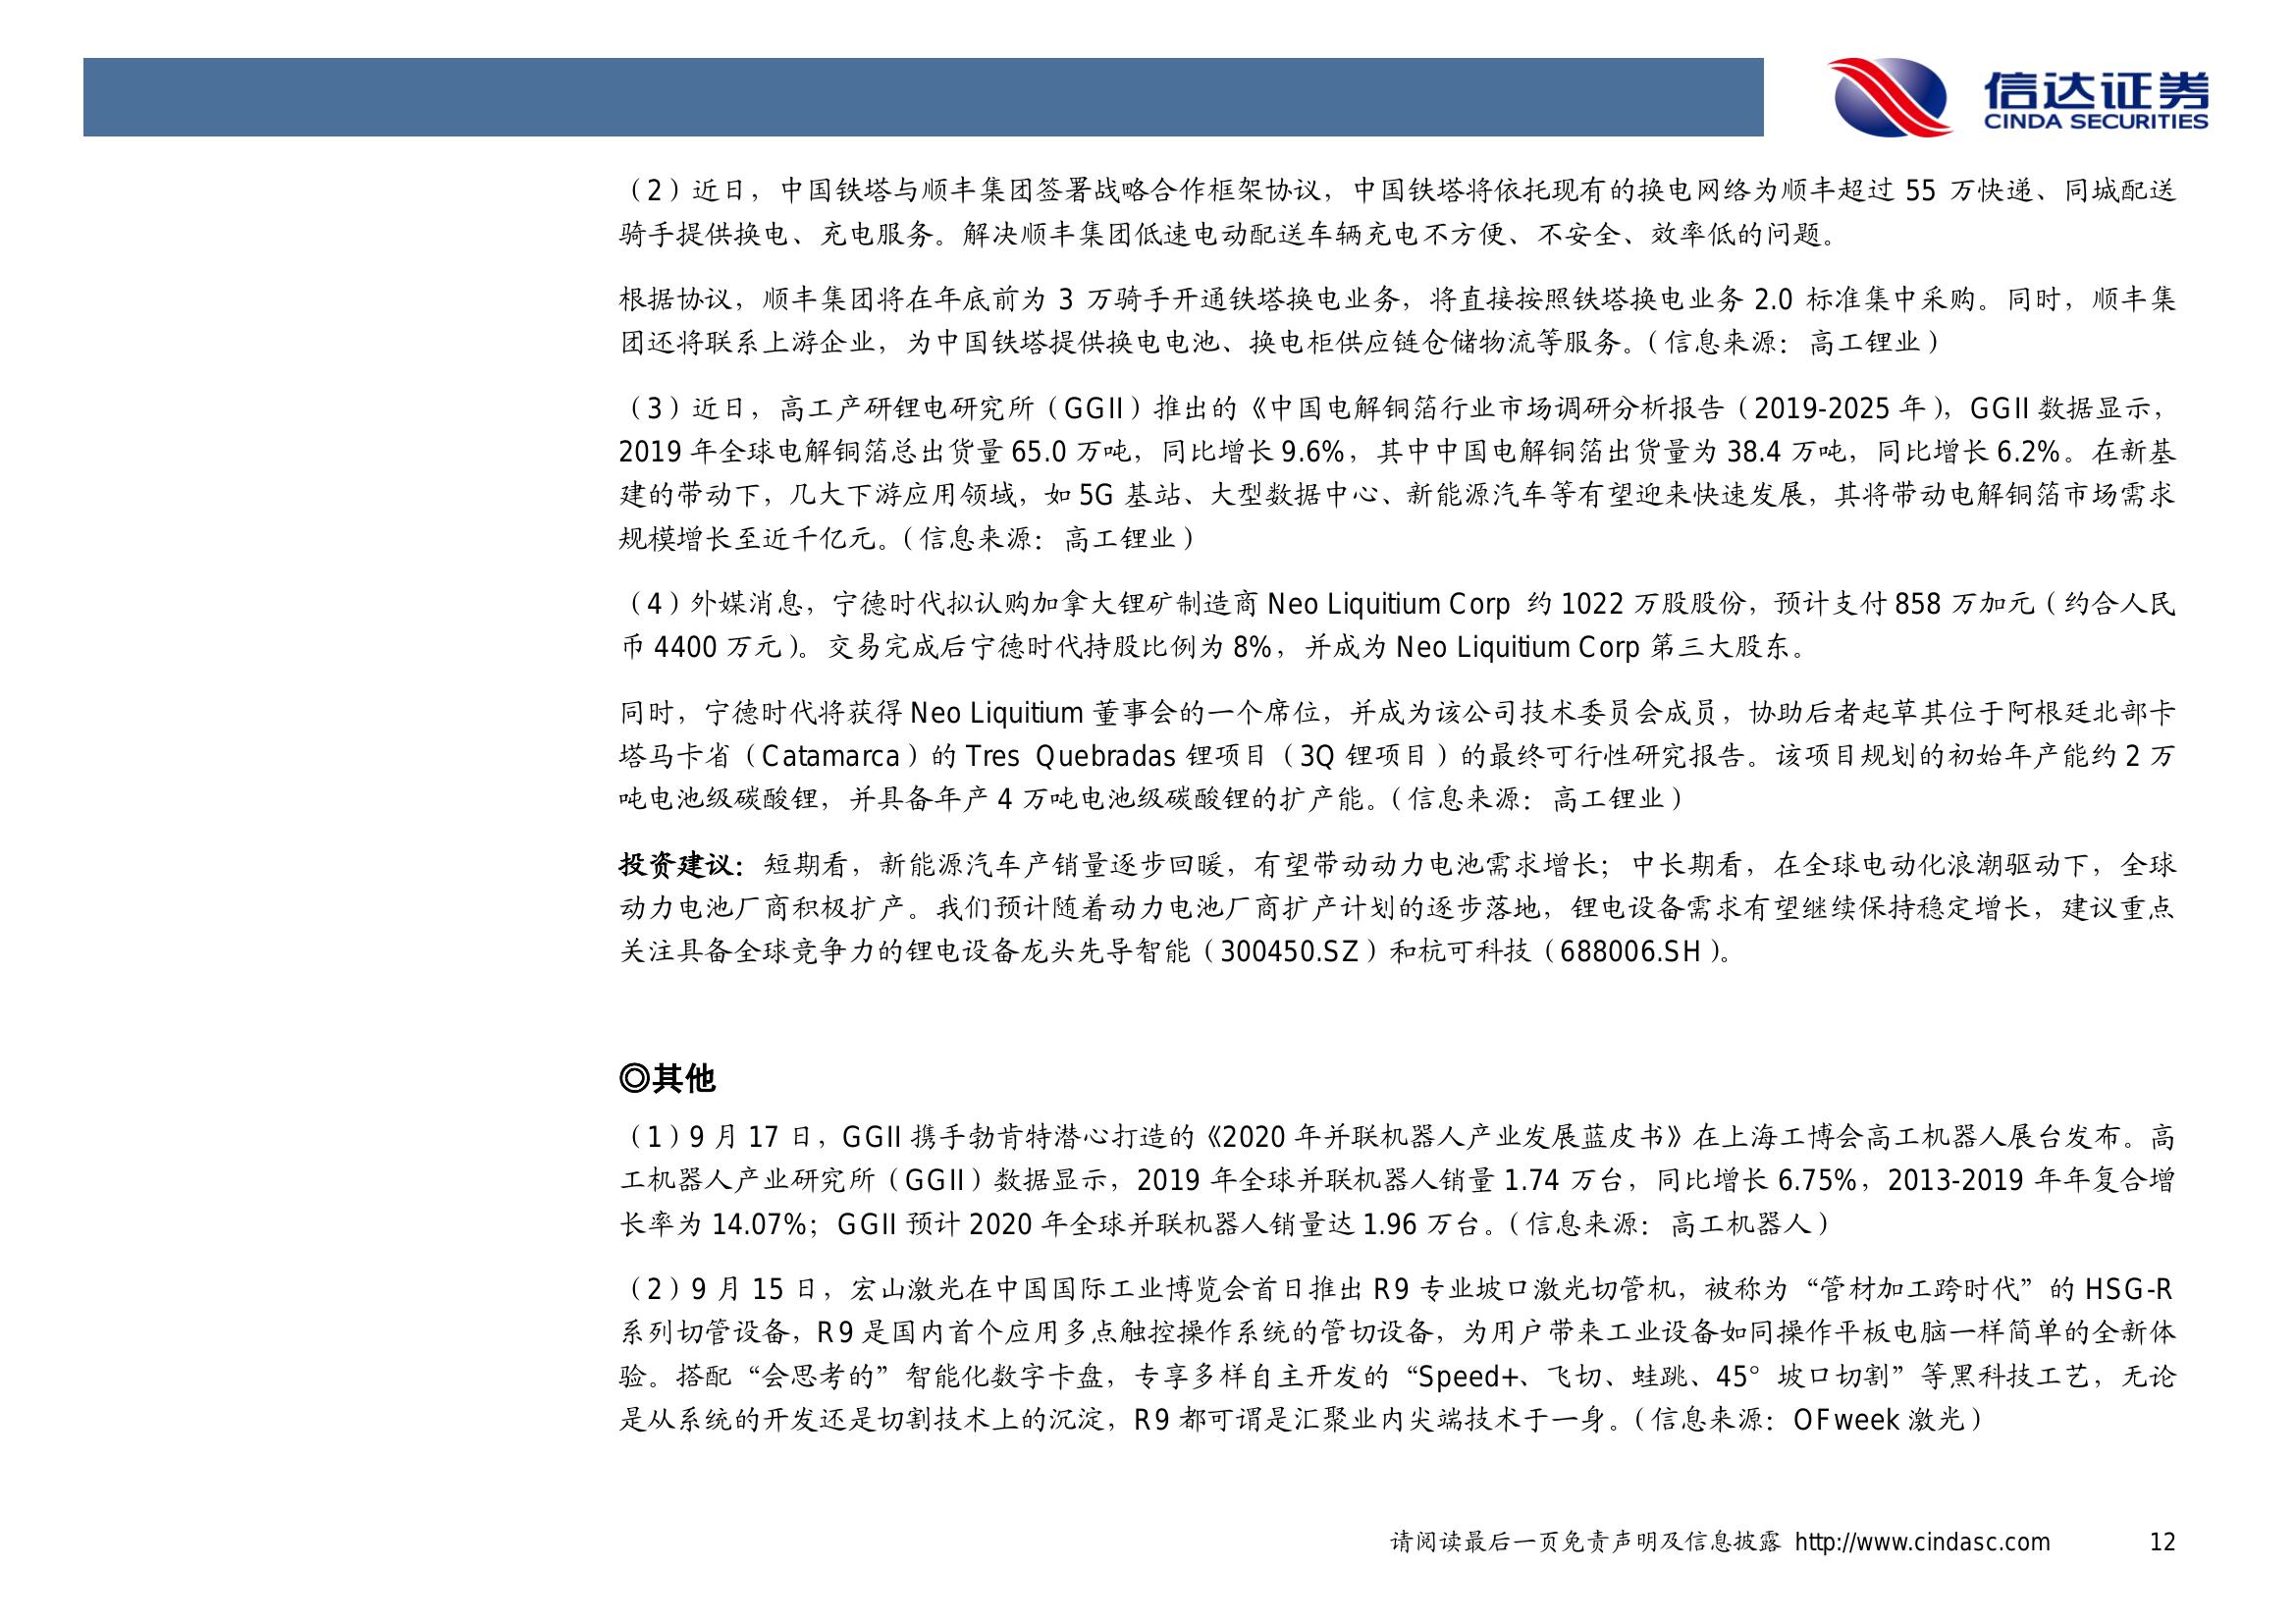 信达证券
CINDA SECURITIES
（2）近日，中国铁塔与顺丰集团签署战略合作框架协议，中国铁塔将依托现有的换电网络为顺丰超过 55 万快递、同城配送
骑手提供换电、充电服务。解决顺丰集团低速电动配送车辆充电不方便、不安全、效率低的问题。
根据协议，顺丰集团将在年底前为 3 万骑手开通铁塔换电业务，将直接按照铁塔换电业务 2.0 标准集中采购。同时，顺丰集
团还将联系上游企业，为中国铁塔提供换电电池、换电柜供应链仓储物流等服务。（信息来源：高工锂业）
（3）近日，高工产研锂电研究所（GGII）推出的《中国电解铜箔行业市场调研分析报告（2019-2025 年），GGII 数据显示，
2019 年全球电解铜箔总出货量 65.0 万吨，同比增长 9.6%，其中中国电解铜箔出货量为 38.4 万吨，同比增长 6.2%。在新基
建的带动下，几大下游应用领域，如 5G 基站、大型数据中心、新能源汽车等有望迎来快速发展，其将带动电解铜箔市场需求
规模增长至近千亿元。（信息来源：高工锂业）
（4）外媒消息，宁德时代拟认购加拿大锂矿制造商 Neo Liquitium Corp 约 1022 万股股份，预计支付 858 万加元（约合人民
币 4400 万元）。交易完成后宁德时代持股比例为 8%，并成为 Neo Liquitium Corp 第三大股东。
同时，宁德时代将获得 Neo Liquitium 董事会的一个席位，并成为该公司技术委员会成员，协助后者起草其位于阿根廷北部卡
塔马卡省（Catamarca）的 Tres Quebradas 锂项目（3Q 锂项目）的最终可行性研究报告。该项目规划的初始年产能约 2 万
吨电池级碳酸锂，并具备年产 4 万吨电池级碳酸锂的扩产能。（信息来源：高工锂业）
投资建议：短期看，新能源汽车产销量逐步回暖，有望带动动力电池需求增长；中长期看，在全球电动化浪潮驱动下，全球
动力电池厂商积极扩产。我们预计随着动力电池厂商扩产计划的逐步落地，锂电设备需求有望继续保持稳定增长，建议重点
关注具备全球竞争力的锂电设备龙头先导智能（300450.SZ）和杭可科技（688006.SH）。
◎其他
（1）9 月 17 日，GGII 携手勃肯特潜心打造的《2020 年并联机器人产业发展蓝皮书》在上海工博会高工机器人展台发布。高
工机器人产业研究所（GGII）数据显示，2019 年全球并联机器人销量 1.74 万台，同比增长 6.75%，2013-2019 年年复合增
长率为 14.07%；GGII 预计 2020 年全球并联机器人销量达 1.96 万台。（信息来源：高工机器人）
（2）9 月 15 日，宏山激光在中国国际工业博览会首日推出 R9 专业坡口激光切管机，被称为“管材加工跨时代”的 HSG-R
系列切管设备，R9 是国内首个应用多点触控操作系统的管切设备，为用户带来工业设备如同操作平板电脑一样简单的全新体
验。搭配“会思考的”智能化数字卡盘，专享多样自主开发的“Speed+、飞切、蛙跳、45°坡口切割”等黑科技工艺，无论
是从系统的开发还是切割技术上的沉淀，R9 都可谓是汇聚业内尖端技术于一身。（信息来源：OFweek 激光）
请阅读最后一页免责声明及信息披露 http://www.cindasc.com 12